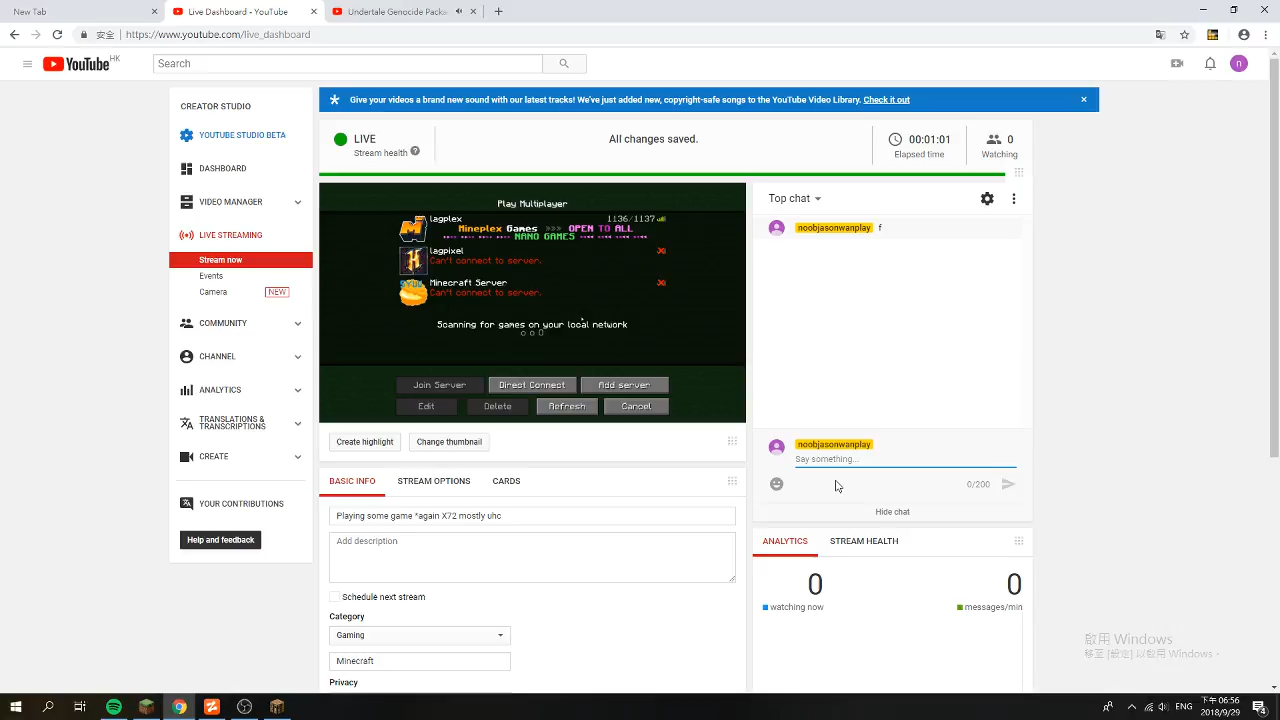 New Tab
Live Dashboard - YouTube
Undertale Genocide Pack
安全
https://www.youtube.com/live_dashboard
YouTube HK
Search
n
CREATOR STUDIO
YOUTUBE STUDIO BETA
DASHBOARD
VIDEO MANAGER
LIVE STREAMING
Stream now
Events
Camera
NEW
COMMUNITY
CHANNEL
ANALYTICS
TRANSLATIONS &
TRANSCRIPTIONS
CREATE
YOUR CONTRIBUTIONS
Help and feedback
Give your videos a brand new sound with our latest tracks! We've just added new, copyright-safe songs to the YouTube Video Library. Check it out
LIVE
Stream health
All changes saved.
00:01:01
Elapsed time
0
Watching
Play Multiplayer
lagplex
1136/1137
Mineplex Games >>> OPEN TO ALL
NANO GAMES
lagpixel
Can't connect to server.
Minecraft Server
Can't connect to server.
Scanning for games on your local network
Join Server
Direct Connect
Add server
Edit
Delete
Refresh
Cancel
Create highlight
Change thumbnail
BASIC INFO
STREAM OPTIONS
CARDS
Playing some game *again X72 mostly uhc
Add description
Schedule next stream
Category
Gaming
Minecraft
Privacy
Top chat
noobjasonwanplay f
noobjasonwanplay
Say something...
0/200
Hide chat
ANALYTICS
STREAM HEALTH
0
watching now
0
messages/min
啟用 Windows
移至 [設定] 以啟用 Windows。
ENG
下午 06:56
2018/9/29